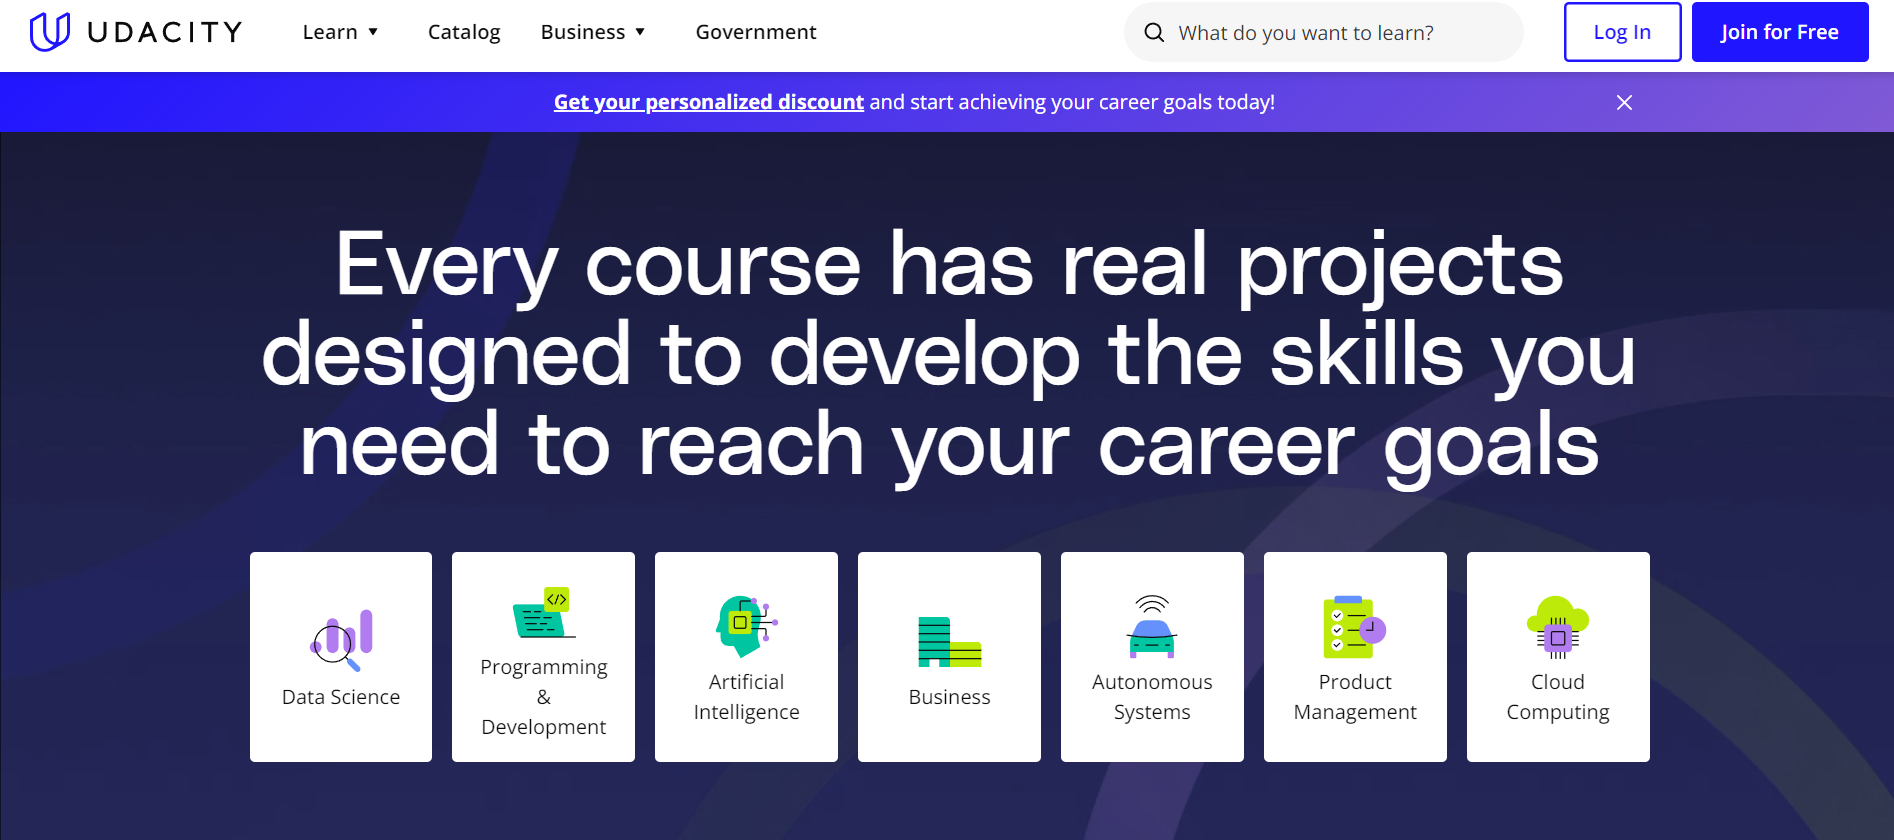 UDACITY Learn Catalog Business Government What do you want to learn? Log In Join for Free
Get your personalized discount and start achieving your career goals today!
Every course has real projects
designed to develop the skills you
need to reach your career goals
Data Science
</>
Programming
&
Development
Artificial
Intelligence
Business
Autonomous
Systems
Product
Management
Cloud
Computing